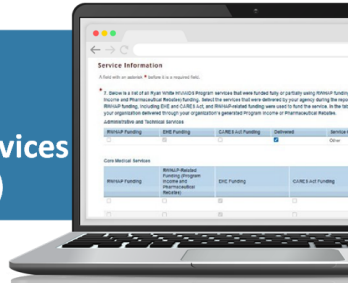 vices
)
Service Information
A field with an asterisk * before it is a required field.
* 7. Below is a list of all Ryan White HIV/AIDS Program services that were funded fully or partially using RWHAP funding
Income and Pharmaceutical Rebates) funding. Select the services that were delivered by your agency during the repo
RWHAP funding, including EHE and CARES Act, and RWHAP-related funding were used to fund the service. In the tab
your organization delivered through your organization's generated Program Income or Pharmaceutical Rebates.
Administrative and Technical Services
RWHAP Funding EHE Funding CARES Act Funding Delivered Service
Other
Core Medical Services
RWHAP Funding
RWHAP-Related Funding (Program Income and Pharmaceutical Rebates)
EHE Funding
CARES Act Funding